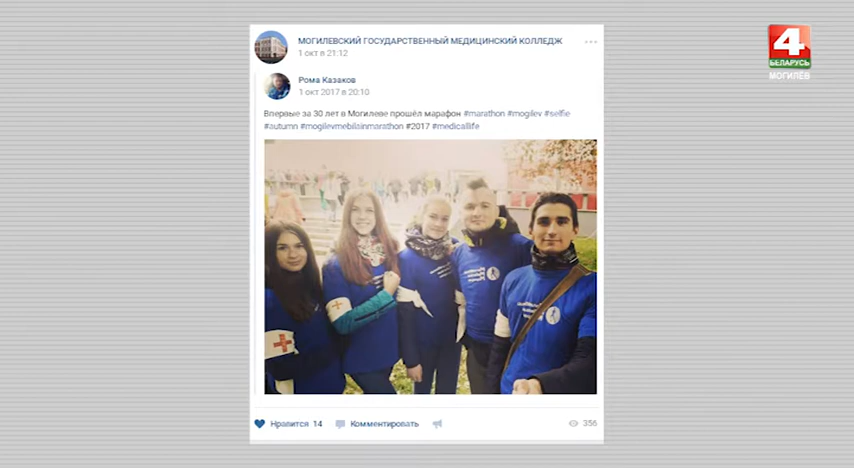 4
БЕЛАРУСЬ
МОГИЛЁВ
МОГИЛЕВСКИЙ ГОСУДАРСТВЕННЫЙ МЕДИЦИНСКИЙ КОЛЛЕДЖ
1 окт в 21:12
Рома Казаков
1 окт 2017 в 20:10
Впервые за 30 лет в Могилеве прошёл марафон #marathon #mogilev #selfie
#autumn #mogilevmebilainmarathon #2017 #medicallife
Нравится 14 Комментировать 356